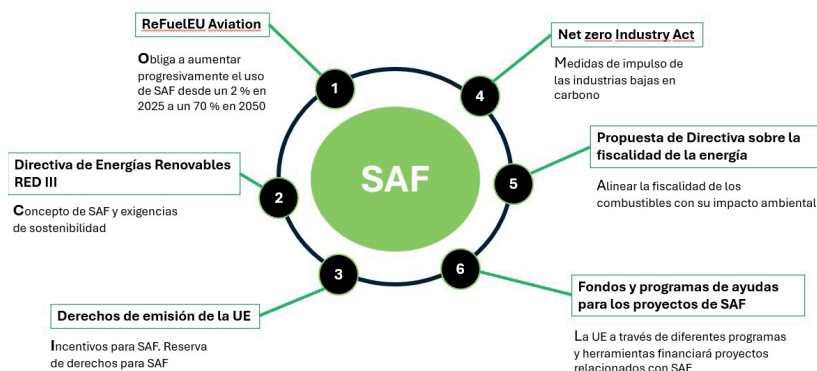 ReFuelEU Aviation
Obliga a aumentar
progresivamente el uso
de SAF desde un 2 % en
2025 a un 70 % en 2050
1
Directiva de Energías Renovables
RED III
Concepto de SAF y exigencias
de sostenibilidad
2
Derechos de emisión de la UE
Incentivos para SAF. Reserva
de derechos para SAF
3
SAF
Net zero Industry Act
Medidas de impulso de
las industrias bajas en
carbono
4
Propuesta de Directiva sobre la
fiscalidad de la energía
Alinear la fiscalidad de los
combustibles con su impacto ambiental
5
Fondos y programas de ayudas
para los proyectos de SAF
La UE a través de diferentes programas
y herramientas financiará proyectos
relacionados con SAF
6